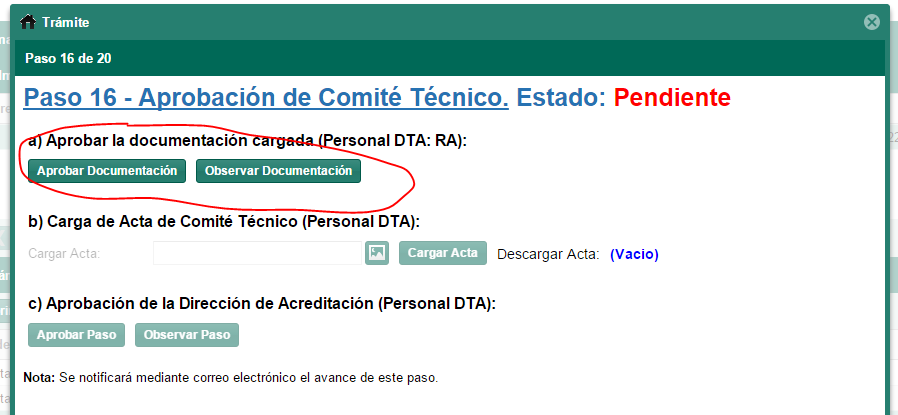 Trámite
Paso 16 de 20
Paso 16 - Aprobación de Comité Técnico. Estado: Pendiente
a) Aprobar la documentación cargada (Personal DTA: RA):
Aprobar Documentación Observar Documentación
b) Carga de Acta de Comité Técnico (Personal DTA):
Cargar Acta: Cargar Acta Descargar Acta: (Vacio)
c) Aprobación de la Dirección de Acreditación (Personal DTA):
Aprobar Paso Observar Paso
Nota: Se notificará mediante correo electrónico el avance de este paso.